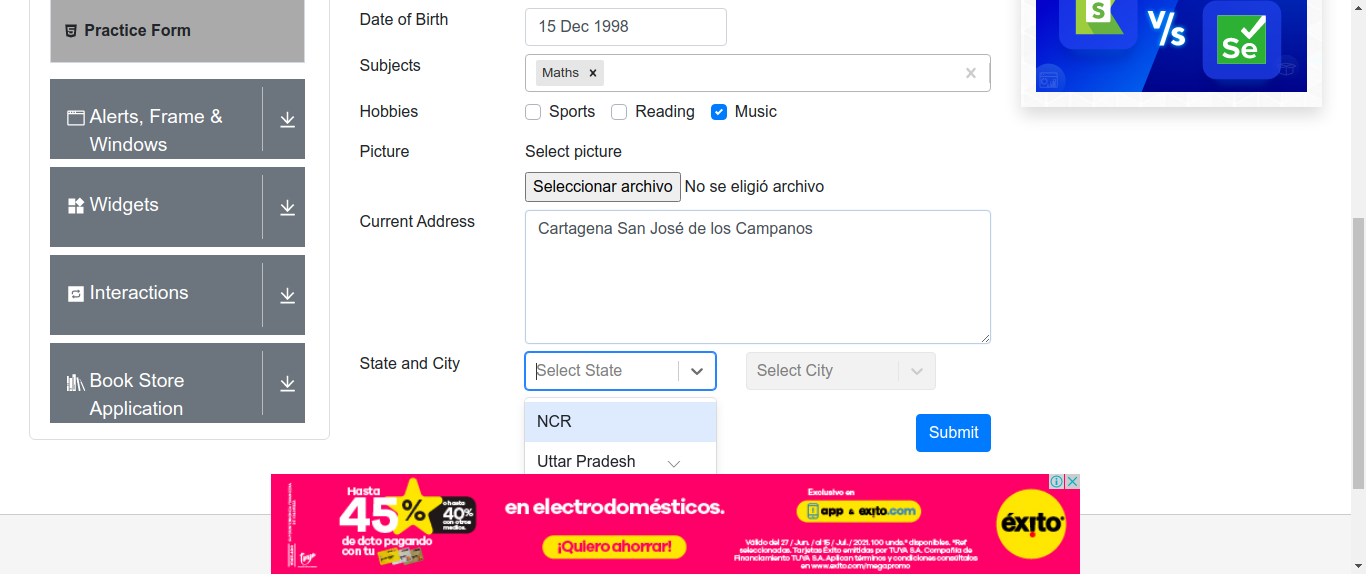 Practice Form
Alerts, Frame &
Windows
Widgets
Interactions
Book Store
Application
Date of Birth
15 Dec 1998
Subjects
Maths
Hobbies
Sports Reading Music
Picture
Select picture
Seleccionar archivo No se eligió archivo
Current Address
Cartagena San José de los Campanos
State and City
Select State
Select City
NCR
Uttar Pradesh
Submit
S
V/s
Se
Hasta
45%
o hasta
40%
con otros
medios.
de dcto pagando
con tu
en electrodomésticos.
¡Quiero ahorrar!
Exclusivo en
app & exito.com
Válido del 27 / Jun. / al 15 / Jul. / 2021. 100 unds.* disponibles. *Ref
seleccionadas. Tarjetas Éxito emitidas por TUYA S.A. Compañía de
Financiamiento TUYA S.A. Aplican términos y condiciones consúltalos
en www.exito.com/megapromo
éxito